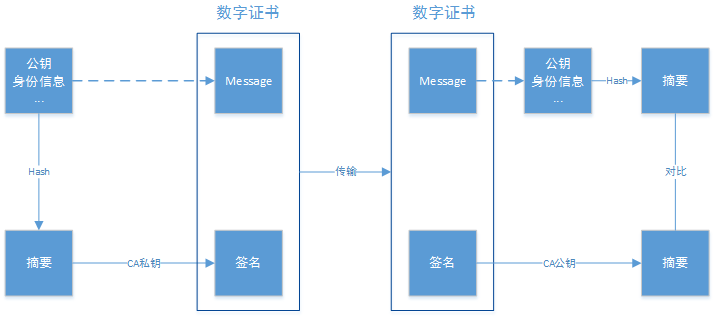 数字证书
数字证书
公钥
身份信息
...
Message
Message
公钥
身份信息
...
Hash
摘要
Hash
传输
对比
摘要
CA私钥
签名
签名
CA公钥
摘要